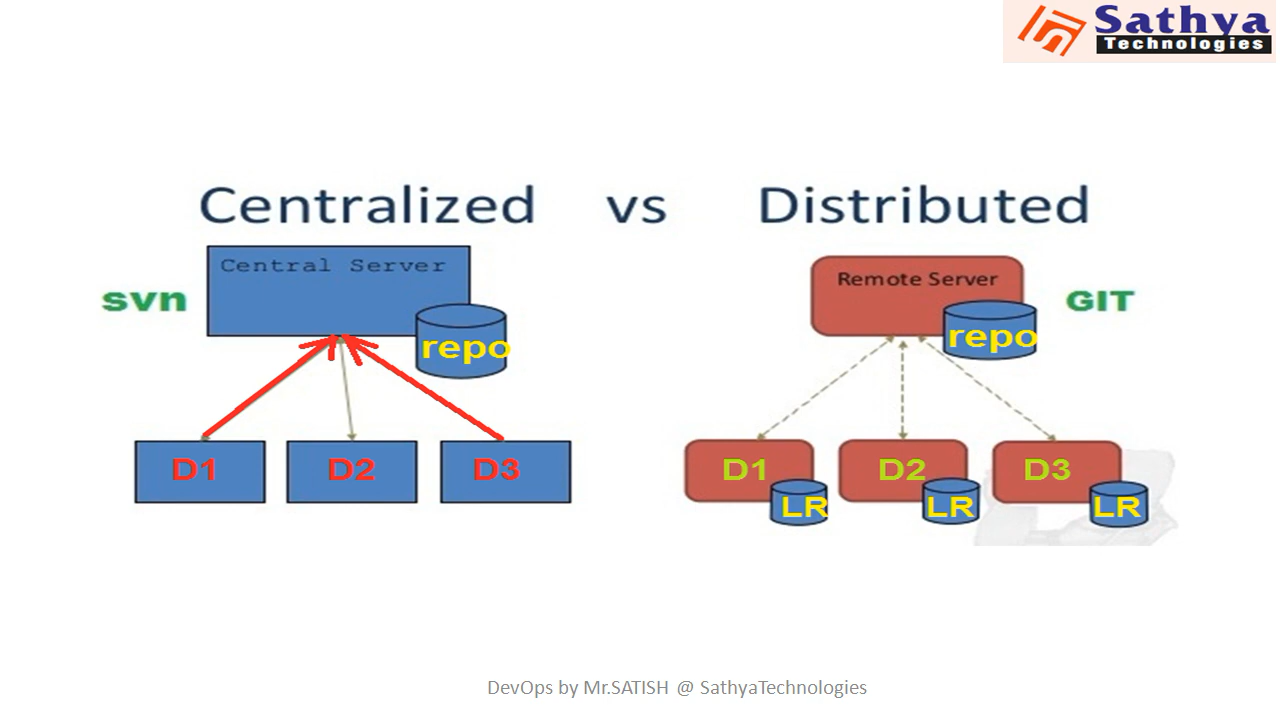 Sathya
Technologies
Centralized vs Distributed
Central Server
svn
repo
D1 D2 D3
Remote Server
GIT
repo
D1 D2 D3
LR LR LR
DevOps by Mr.SATISH @ SathyaTechnologies